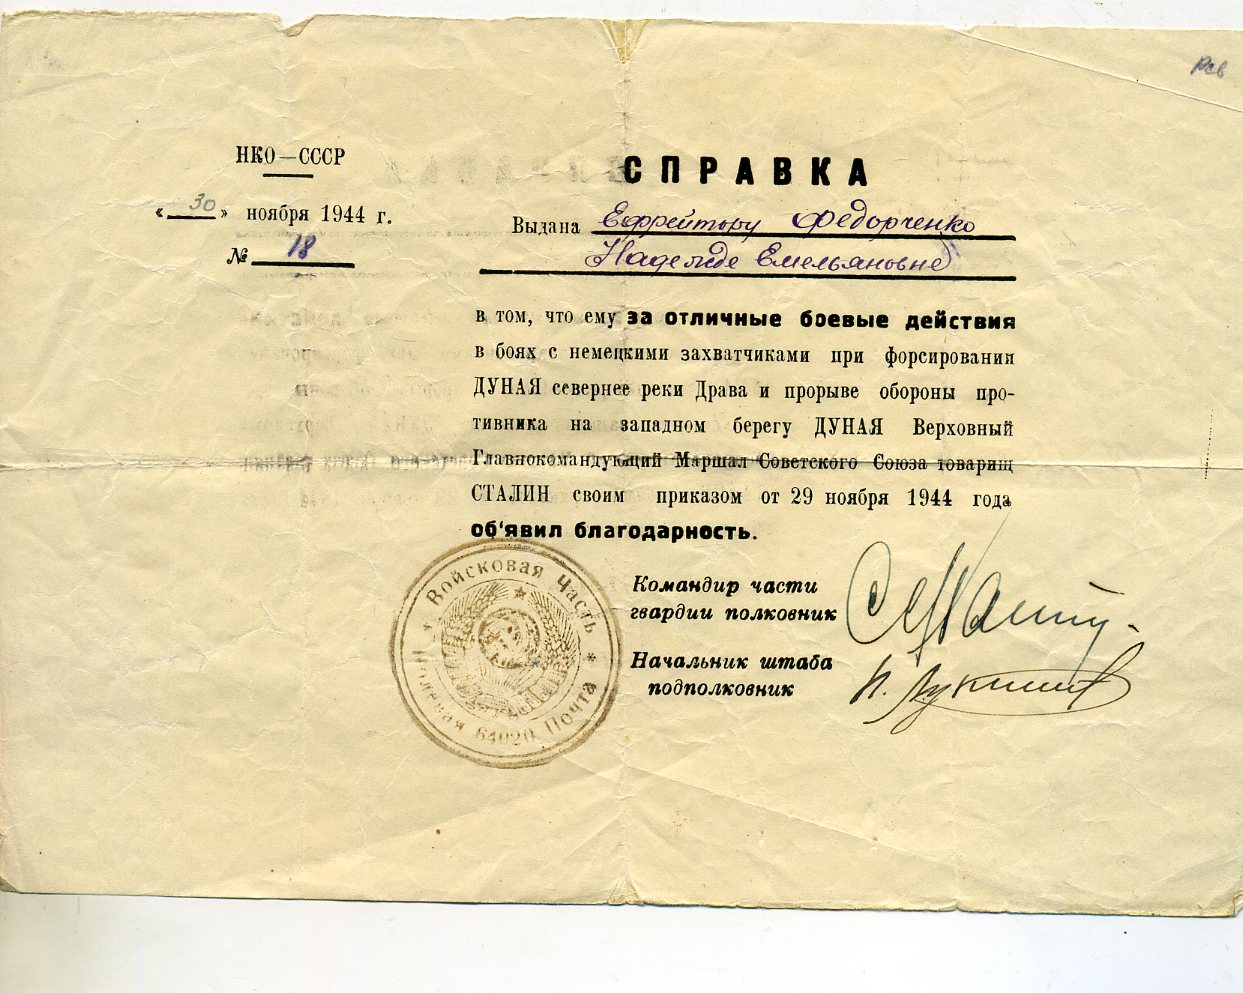 Рев
НКО—СССР
« 30 » ноября 1944 г.
№ 18
СПРАВКА
Выдана Ефрейтору Федорченко
Надежде Емельяновне
в том, что ему за отличные боевые действия
в боях с немецкими захватчиками при форсировании
ДУНАЯ севернее реки Драва и прорыве обороны про-
тивника на западном берегу ДУНАЯ Верховный
Главнокомандующий Маршал Советского Союза товарищ
СТАЛИН своим приказом от 29 ноября 1944 года
об‘явил благодарность.
Командир части
гвардии полковник
Начальник штаба
подполковник
* Войсковая Часть *
Полевая 64020 Почта